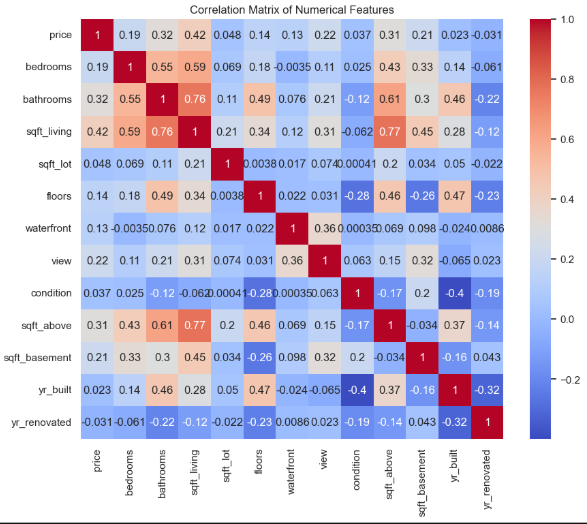 Correlation Matrix of Numerical Features
price 1 0.19 0.32 0.42 0.048 0.14 0.13 0.22 0.037 0.31 0.21 0.023 -0.031
bedrooms 0.19 1 0.55 0.59 0.069 0.18 -0.0035 0.11 0.025 0.43 0.33 0.14 -0.061
bathrooms 0.32 0.55 1 0.76 0.11 0.49 0.076 0.21 -0.12 0.61 0.3 0.46 -0.22
sqft_living 0.42 0.59 0.76 1 0.21 0.34 0.12 0.31 -0.062 0.77 0.45 0.28 -0.12
sqft_lot 0.048 0.069 0.11 0.21 1 0.0038 0.017 0.074 0.00041 0.2 0.034 0.05 -0.022
floors 0.14 0.18 0.49 0.34 0.0038 1 0.022 0.031 -0.28 0.46 -0.26 0.47 -0.23
waterfront 0.13 -0.0035 0.076 0.12 0.017 0.022 1 0.36 0.00035 0.069 0.098 -0.024 0.0086
view 0.22 0.11 0.21 0.31 0.074 0.031 0.36 1 0.063 0.15 0.32 -0.065 0.023
condition 0.037 0.025 -0.12 -0.062 0.00041 -0.28 0.00035 0.063 1 -0.17 0.2 -0.4 -0.19
sqft_above 0.31 0.43 0.61 0.77 0.2 0.46 0.069 0.15 -0.17 1 -0.034 0.37 -0.14
sqft_basement 0.21 0.33 0.3 0.45 0.034 -0.26 0.098 0.32 0.2 -0.034 1 -0.16 0.043
yr_built 0.023 0.14 0.46 0.28 0.05 0.47 -0.024 -0.065 -0.4 0.37 -0.16 1 -0.32
yr_renovated -0.031 -0.061 -0.22 -0.12 -0.022 -0.23 0.0086 0.023 -0.19 -0.14 0.043 -0.32 1
price bedrooms bathrooms sqft_living sqft_lot floors waterfront view condition sqft_above sqft_basement yr_built yr_renovated
1.0
0.8
0.6
0.4
0.2
0.0
-0.2